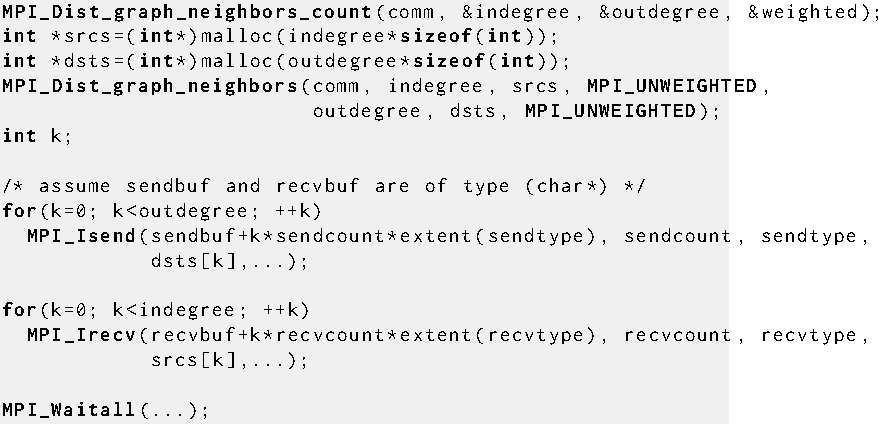 MPI_Dist_graph_neighbors_count(comm, &indegree, &outdegree, &weighted);
int *srcs=(int*)malloc(indegree*sizeof(int));
int *dsts=(int*)malloc(outdegree*sizeof(int));
MPI_Dist_graph_neighbors(comm, indegree, srcs, MPI_UNWEIGHTED,
                         outdegree, dsts, MPI_UNWEIGHTED);
int k;

/* assume sendbuf and recvbuf are of type (char*) */
for(k=0; k<outdegree; ++k)
  MPI_Isend(sendbuf+k*sendcount*extent(sendtype), sendcount, sendtype,
            dsts[k],...);

for(k=0; k<indegree; ++k)
  MPI_Irecv(recvbuf+k*recvcount*extent(recvtype), recvcount, recvtype,
            srcs[k],...);

MPI_Waitall(...);